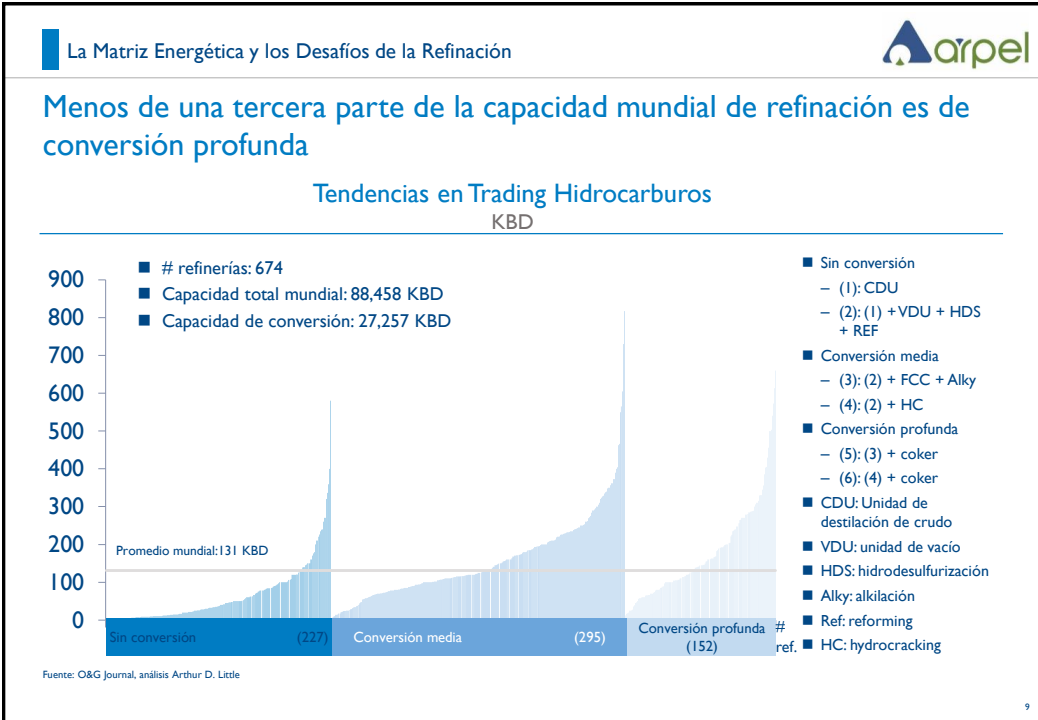 La Matriz Energética y los Desafíos de la Refinación
arpel
Menos de una tercera parte de la capacidad mundial de refinación es de
conversión profunda
Tendencias en Trading Hidrocarburos
KBD
■ # refinerías: 674
■ Capacidad total mundial: 88,458 KBD
■ Capacidad de conversión: 27,257 KBD
900
800
700
600
500
400
300
200
100
0
Promedio mundial:131 KBD
Sin conversión (227)
Conversión media (295)
Conversión profunda
(152)
#
ref.
■ Sin conversión
– (1): CDU
– (2): (1) + VDU + HDS
+ REF
■ Conversión media
– (3): (2) + FCC + Alky
– (4): (2) + HC
■ Conversión profunda
– (5): (3) + coker
– (6): (4) + coker
■ CDU: Unidad de
destilación de crudo
■ VDU: unidad de vacío
■ HDS: hidrodesulfurización
■ Alky: alkilación
■ Ref: reforming
■ HC: hydrocracking
Fuente: O&G Journal, análisis Arthur D. Little
9